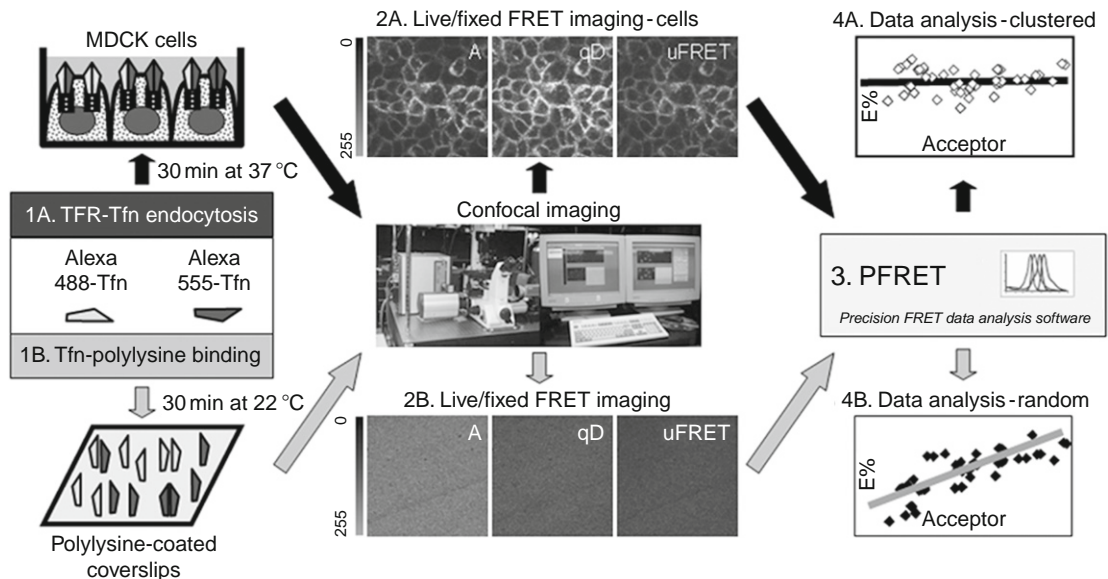 MDCK cells
30 min at 37 °C
1A. TFR-Tfn endocytosis
Alexa
488-Tfn
Alexa
555-Tfn
1B. Tfn-polylysine binding
30 min at 22 °C
Polylysine-coated
coverslips
2A. Live/fixed FRET imaging-cells
0
255
A
qD
uFRET
Confocal imaging
2B. Live/fixed FRET imaging
0
255
A
qD
uFRET
4A. Data analysis-clustered
E%
Acceptor
3. PFRET
Precision FRET data analysis software
4B. Data analysis-random
E%
Acceptor